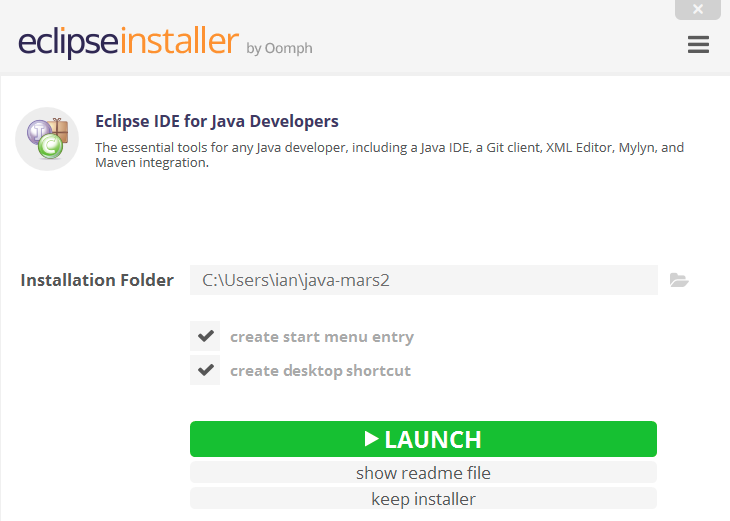 eclipseinstaller by Oomph
Eclipse IDE for Java Developers
The essential tools for any Java developer, including a Java IDE, a Git client, XML Editor, Mylyn, and
Maven integration.
Installation Folder C:\Users\ian\java-mars2
create start menu entry
create desktop shortcut
LAUNCH
show readme file
keep installer